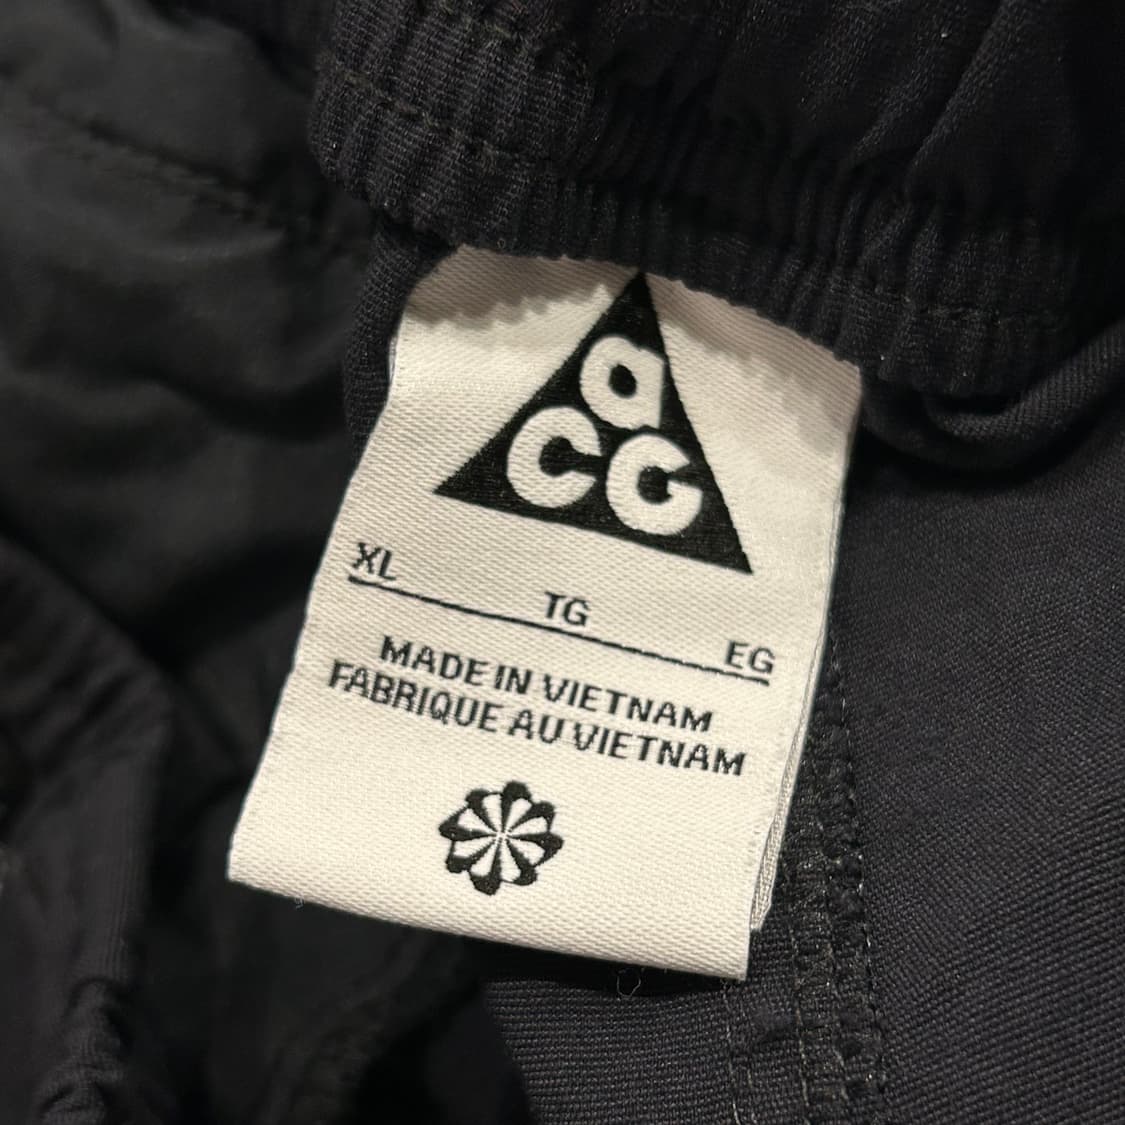 aCG
XL TG EG
MADE IN VIETNAM
FABRIQUE AU VIETNAM